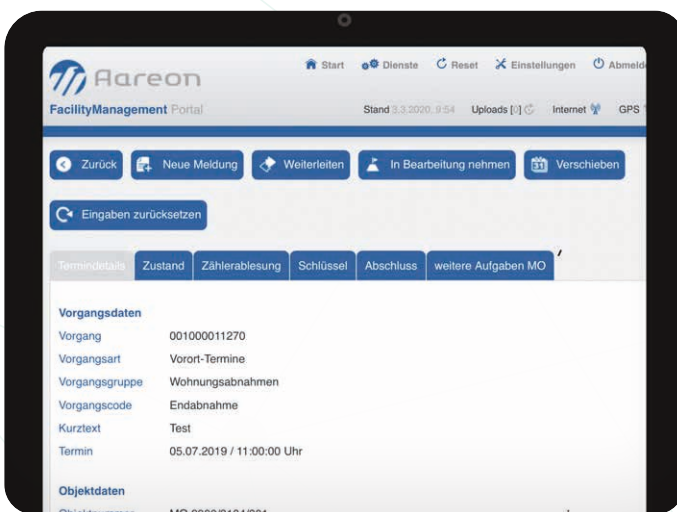 Aareon
Start Dienste Reset Einstellungen Abmelde
FacilityManagement Portal
Stand 3.3.2020, 9:54 Uploads [0] Internet GPS
Zurück Neue Meldung Weiterleiten In Bearbeitung nehmen 31 Verschieben
Eingaben zurücksetzen
Termindetails Zustand Zählerablesung Schlüssel Abschluss weitere Aufgaben MO
Vorgangsdaten
Vorgang 001000011270
Vorgangsart Vorort-Termine
Vorgangsgruppe Wohnungsabnahmen
Vorgangscode Endabnahme
Kurztext Test
Termin 05.07.2019 / 11:00:00 Uhr
Objektdaten